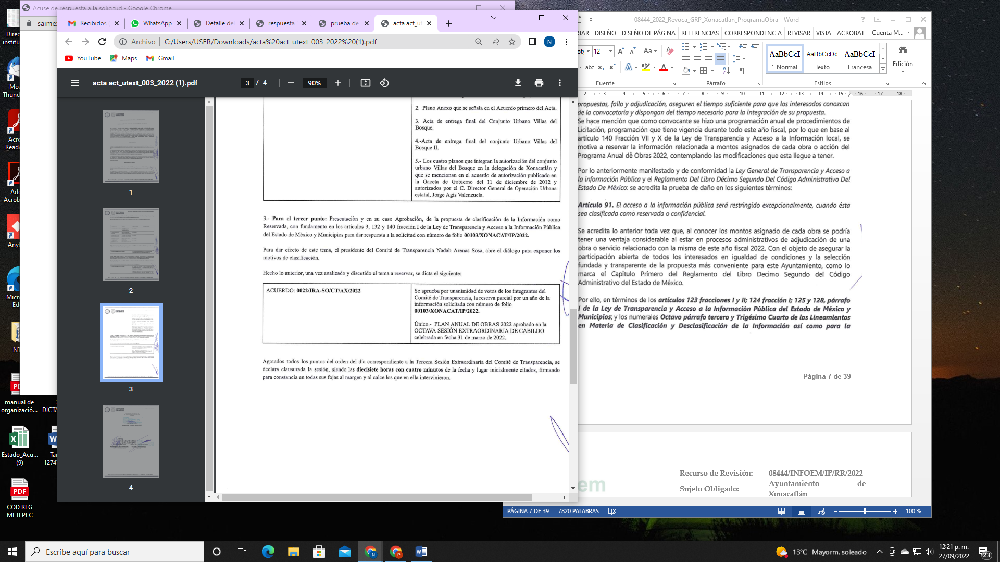 Acuse de respuesta a la solicitud - Google Chrome
saimex
Recibidos
WhatsApp
Detalle del
respuesta
prueba de
acta act_ut
Archivo
C:/Users/USER/Downloads/acta%20act_utext_003_2022%20(1).pdf
N
YouTube
Maps
Gmail
acta act_utext_003_2022 (1).pdf
3 / 4
90%
1
2
3
4
2. Plano Anexo que se señala en el Acuerdo primero del Acta.
3. Acta de entrega final del Conjunto Urbano Villas del
Bosque.
4.-Acta de entrega final del conjunto Urbano Villas del
Bosque II.
5.- Los cuatro planos que integran la autorización del conjunto
urbano Villas del Bosque en la delegación de Xonacatlán y
que se mencionan en el acuerdo de autorización publicado en
la Gaceta de Gobierno del 11 de diciembre de 2012 y
autorizados por el C. Director General de Operación Urbana
estatal, Jorge Agis Valenzuela.
3.- Para el tercer punto: Presentaciòn y en su caso Aprobaciòn, de la propuesta de clasificaciòn de la Información como
Reservada, con fundamento en los artículos 3, 132 y 140 fracción I de la Ley de Transparencia y Acceso a la Información Pública
del Estado de México y Municipios para dar respuesta a la solicitud con número de folio 00103/XONACAT/IP/2022.
Para dar efecto de este tema, el presidente del Comité de Transparencia Nadab Arenas Sosa, abre el diálogo para exponer los
motivos de clasificación.
Hecho lo anterior, una vez analizado y discutido el tema a reservar, se dicta el siguiente:
ACUERDO: 0022/IRA-SO/CT/AX/2022
Se aprueba por unanimidad de votos de los integrantes del
Comité de Transparencia, la reserva parcial por un año de la
información solicitada con número de folio
00103/XONACAT/IP/2022.
Único.- PLAN ANUAL DE OBRAS 2022 aprobado en la
OCTAVA SESIÓN EXTRAORDINARIA DE CABILDO
celebrada en fecha 31 de marzo de 2022.
Agotados todos los puntos del orden del día correspondiente a la Tercera Sesión Extraordinaria del Comité de Transparencia, se
declara clausurada la sesión, siendo las diecisiete horas con cuatro minutos de la fecha y lugar inicialmente citados, firmando
para constancia en todas sus fojas al margen y al calce los que en ella intervinieron.
08444_2022_Revoca_GRP_Xonacatlan_ProgramaObra - Word
TAR DISEÑO DISEÑO DE PÁGINA REFERENCIAS CORRESPONDENCIA REVISAR VISTA ACROBAT Cuenta M...
12
AaBbCcI AaBbCcDd AaBbCcI
¶ Normal Texto Francesa
Edición
Fuente Párrafo Estilos
2 3 4 5 6 7 8 9 10 11 12 13 14 15 16 17 18
propuestas, fallo y adjudicación, aseguren el tiempo suficiente para que los interesados conozcan
de la convocatoria y dispongan del tiempo necesario para la integración de su propuesta.
Se hace mención que como convocante se hizo una programación anual de procedimientos de
Licitación, programación que tiene vigencia durante todo este año fiscal, por lo que en base al
artículo 140 Fracción VII y X de la Ley de Transparencia y Acceso a la Información local, se
motiva a reservar la información relacionada a montos asignados de cada obra o acción del
Programa Anual de Obras 2022, contemplando las modificaciones que esta llegue a tener.
Por lo anteriormente manifestado y de conformidad la Ley General de Transparencia y Acceso a
la información Pública y el Reglamento Del Libro Décimo Segundo Del Código Administrativo Del
Estado De México: se acredita la prueba de daño en los siguientes términos:
Artículo 91. El acceso a la información pública será restringido excepcionalmente, cuando ésta
sea clasificada como reservada o confidencial.
Se acredita lo anterior toda vez que, al conocer los montos asignado de cada obra se podría
tener una ventaja considerable al estar en procesos administrativos de adjudicación de una
obra o servicio relacionado con la misma de este año fiscal 2022. Con el objeto de asegurar la
participación abierta de todos los interesados en igualdad de condiciones y la selección
fundada y transparente de la propuesta más conveniente para este Ayuntamiento, como lo
marca el Capítulo Primero del Reglamento del Libro Decimo Segundo del Código
Administrativo del Estado de México.
Por ello, en términos de los artículos 123 fracciones I y II; 124 fracción I; 125 y 128, párrafo
I de la Ley de Transparencia y Acceso a la Información Pública del Estado de México y
Municipios; y los numerales Octavo párrafo tercero y Trigésimo Cuarto de los Lineamientos
en Materia de Clasificación y Desclasificación de la Información así como para la
Página 7 de 39
em
Recurso de Revisión: 08444/INFOEM/IP/RR/2022
Sujeto Obligado: Ayuntamiento de
Xonacatlán
PÁGINA 7 DE 39 7820 PALABRAS
100 %
manual de
organizació...
Estado_Acu...
(9)
PDF
COD REG
METEPEC
Escribe aquí para buscar
13°C Mayorm. soleado
12:21 p. m.
27/09/2022
23